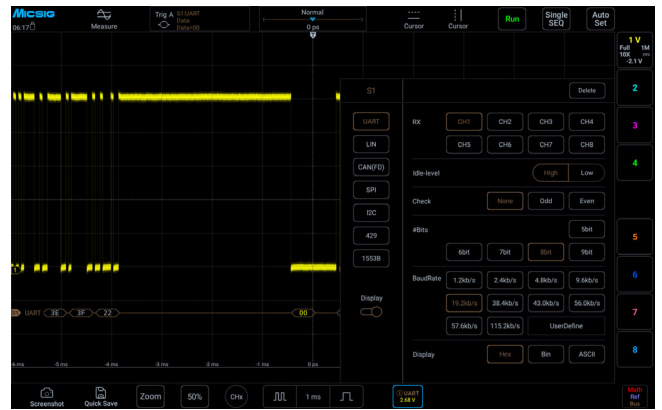 Micsig
06:17
Measure
Trig A S1:UART
Data
Data=00
Normal
0 ps
Cursor
Cursor
Run
Single
SEQ
Auto
Set
T
1 V
Full 1M
10X
-2.1 V
S1
Delete
2
UART
RX
CH1
CH2
CH3
CH4
3
LIN
CH5
CH6
CH7
CH8
CAN(FD)
Idle-level
High
Low
4
SPI
Check
None
Odd
Even
I2C
429
#Bits
5bit
5
1553B
6bit
7bit
8bit
9bit
1
BaudRate
1.2kb/s
2.4kb/s
4.8kb/s
9.6kb/s
6
Display
19.2kb/s
38.4kb/s
43.0kb/s
56.0kb/s
S1 UART 3E 3F 22 00
7
57.6kb/s
115.2kb/s
UserDefine
Display
Hex
Bin
ASCII
8
-5 ms
-4 ms
-3 ms
-2 ms
-1 ms
0 ps
Screenshot
Quick Save
Zoom
50%
CHx
1 ms
UART
2.68 V
Math
Ref
Bus